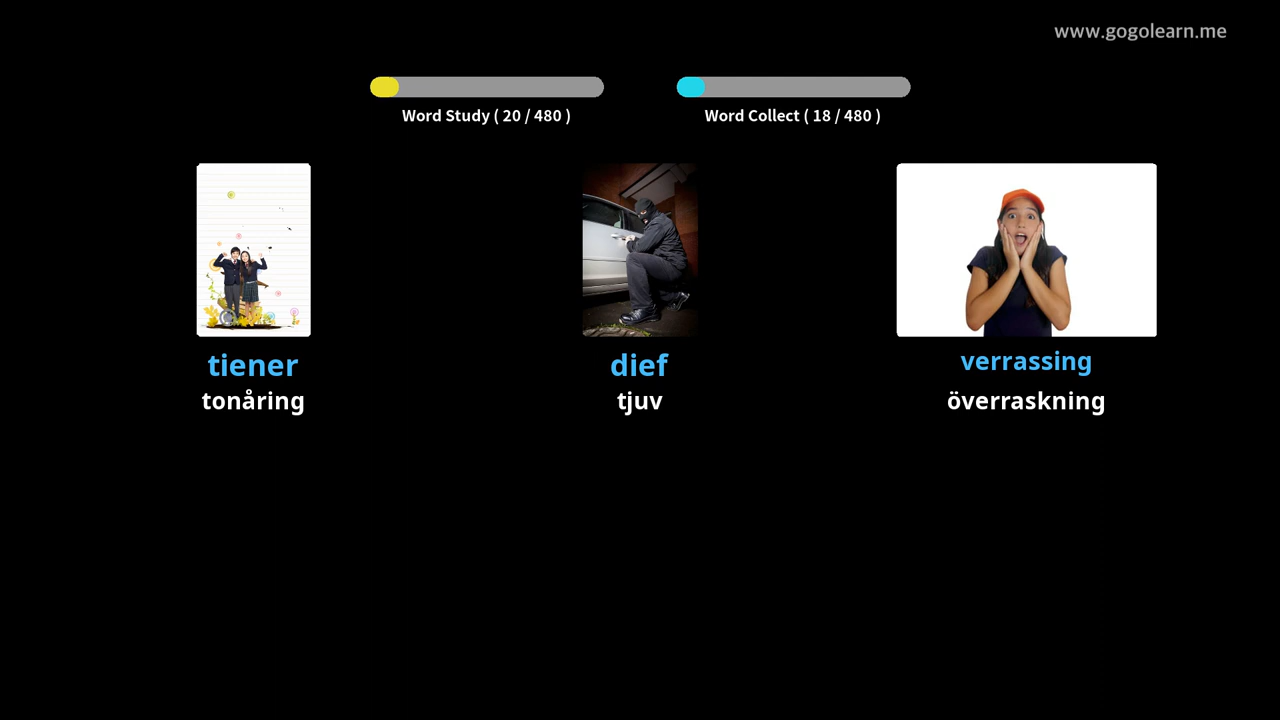 www.gogolearn.me
Word Study ( 20 / 480 )
Word Collect ( 18 / 480 )
tiener
tonåring
dief
tjuv
verrassing
överraskning